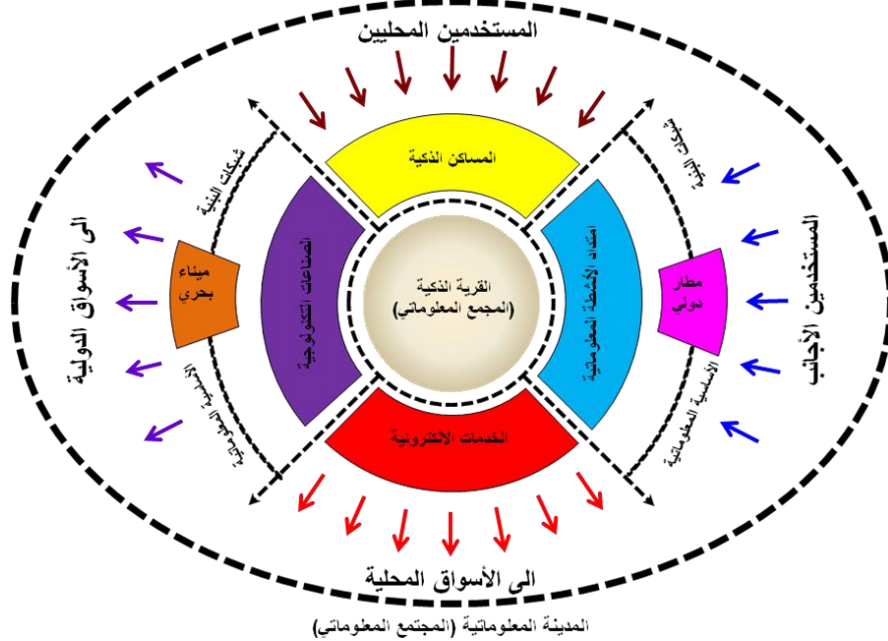 المستخدمين المحليين
المساكن الذكية
شبكات البنية
شبكات البنية
امتداد الأنشطة المعلوماتية
الصناعات التكنولوجية
المستخدمين الأجانب
مطار
دولي
القرية الذكية
(المجمع المعلوماتي)
ميناء
بحري
الى الأسواق الدولية
الأساسية المعلوماتية
الأساسية المعلوماتية
الخدمات الالكترونية
الى الأسواق المحلية
المدينة المعلوماتية (المجتمع المعلوماتي)